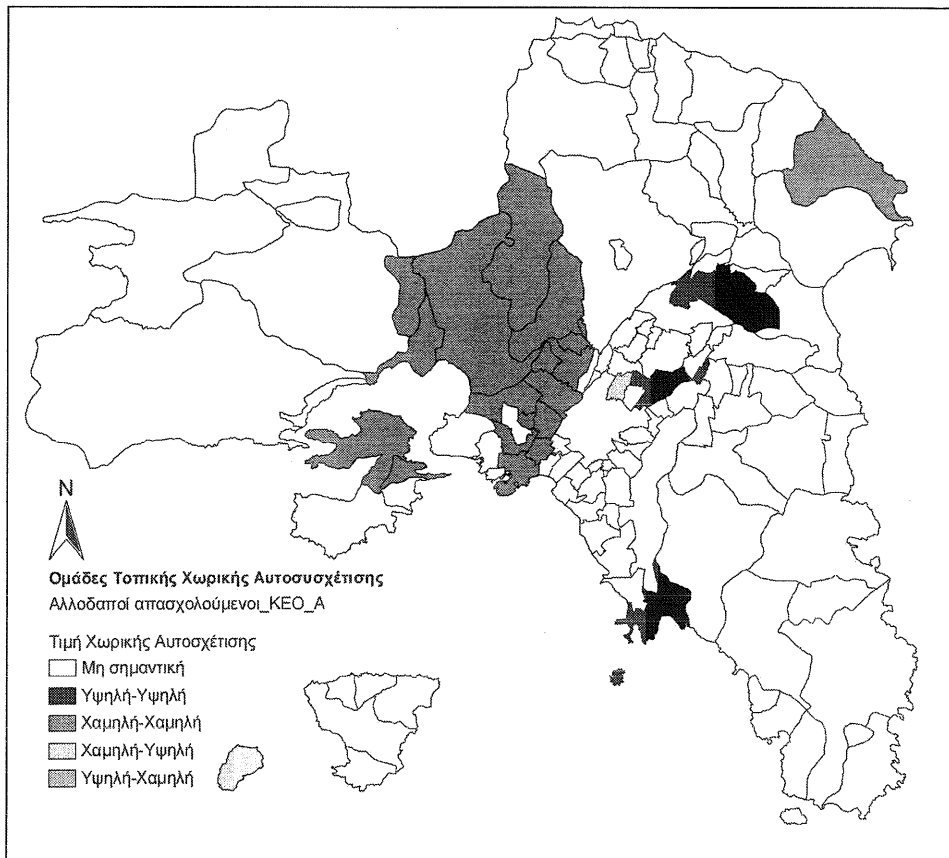 N
Ομάδες Τοπικής Χωρικής Αυτοσυσχέτισης
Αλλοδαποί απασχολούμενοι_ΚΕΟ_Α
Τιμή Χωρικής Αυτοσχέτισης
Μη σημαντική
Υψηλή-Υψηλή
Χαμηλή-Χαμηλή
Χαμηλή-Υψηλή
Υψηλή-Χαμηλή